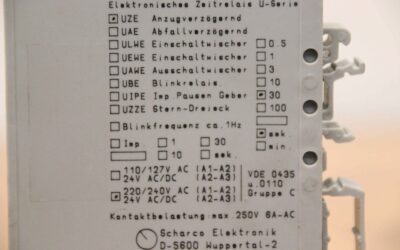 Elektronisches Zeitrelais U-Serie
UZE Anzugverzögernd
UAE Abfallverzögernd
ULWE Einschaltwischer 0.5
UEWE Einschaltwischer 1
UAWE Ausschaltwischer 3
UBE Blinkrelais. 10
UIPE Imp Pausen Geber 30
UZZE Stern-Dreieck 100
Blinkfrequenz ca.1Hz
sek.
Imp 1 30 min.
10 sek.
110/127V AC (A1-A2) VDE 0435
24V AC/DC (A2-A3) u.0110
220/240V AC (A1-A2) Gruppe C
24V AC/DC (A2-A3)
Kontaktbelastung max.250V 6A-AC
Scharco Elektronik
D-5600 Wuppertal-2